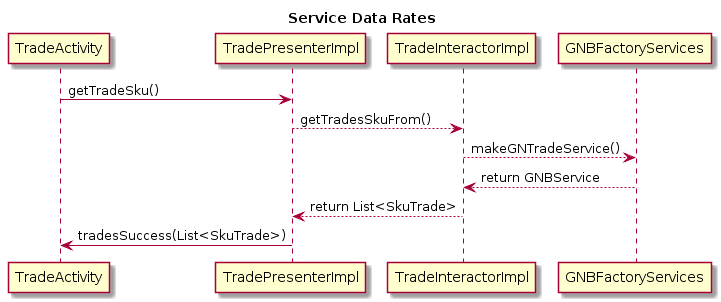 Service Data Rates
TradeActivity TradePresenterImpl TradeInteractorImpl GNBFactoryServices
getTradeSku()
getTradesSkuFrom()
makeGNTradeService()
return GNBService
return List<SkuTrade>
tradesSuccess(List<SkuTrade>)
TradeActivity TradePresenterImpl TradeInteractorImpl GNBFactoryServices